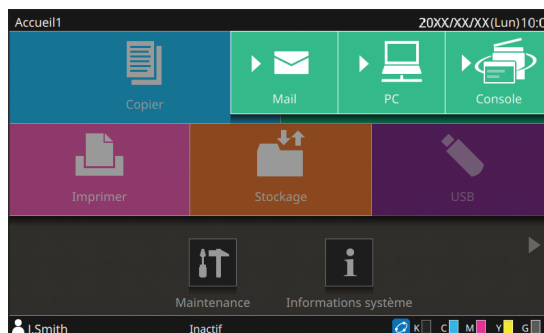 Accueil1 20XX/XX/XX(Lun)10:0
Copier
Mail PC Console
Imprimer Stockage USB
Maintenance Informations système
J.Smith Inactif K C M Y G